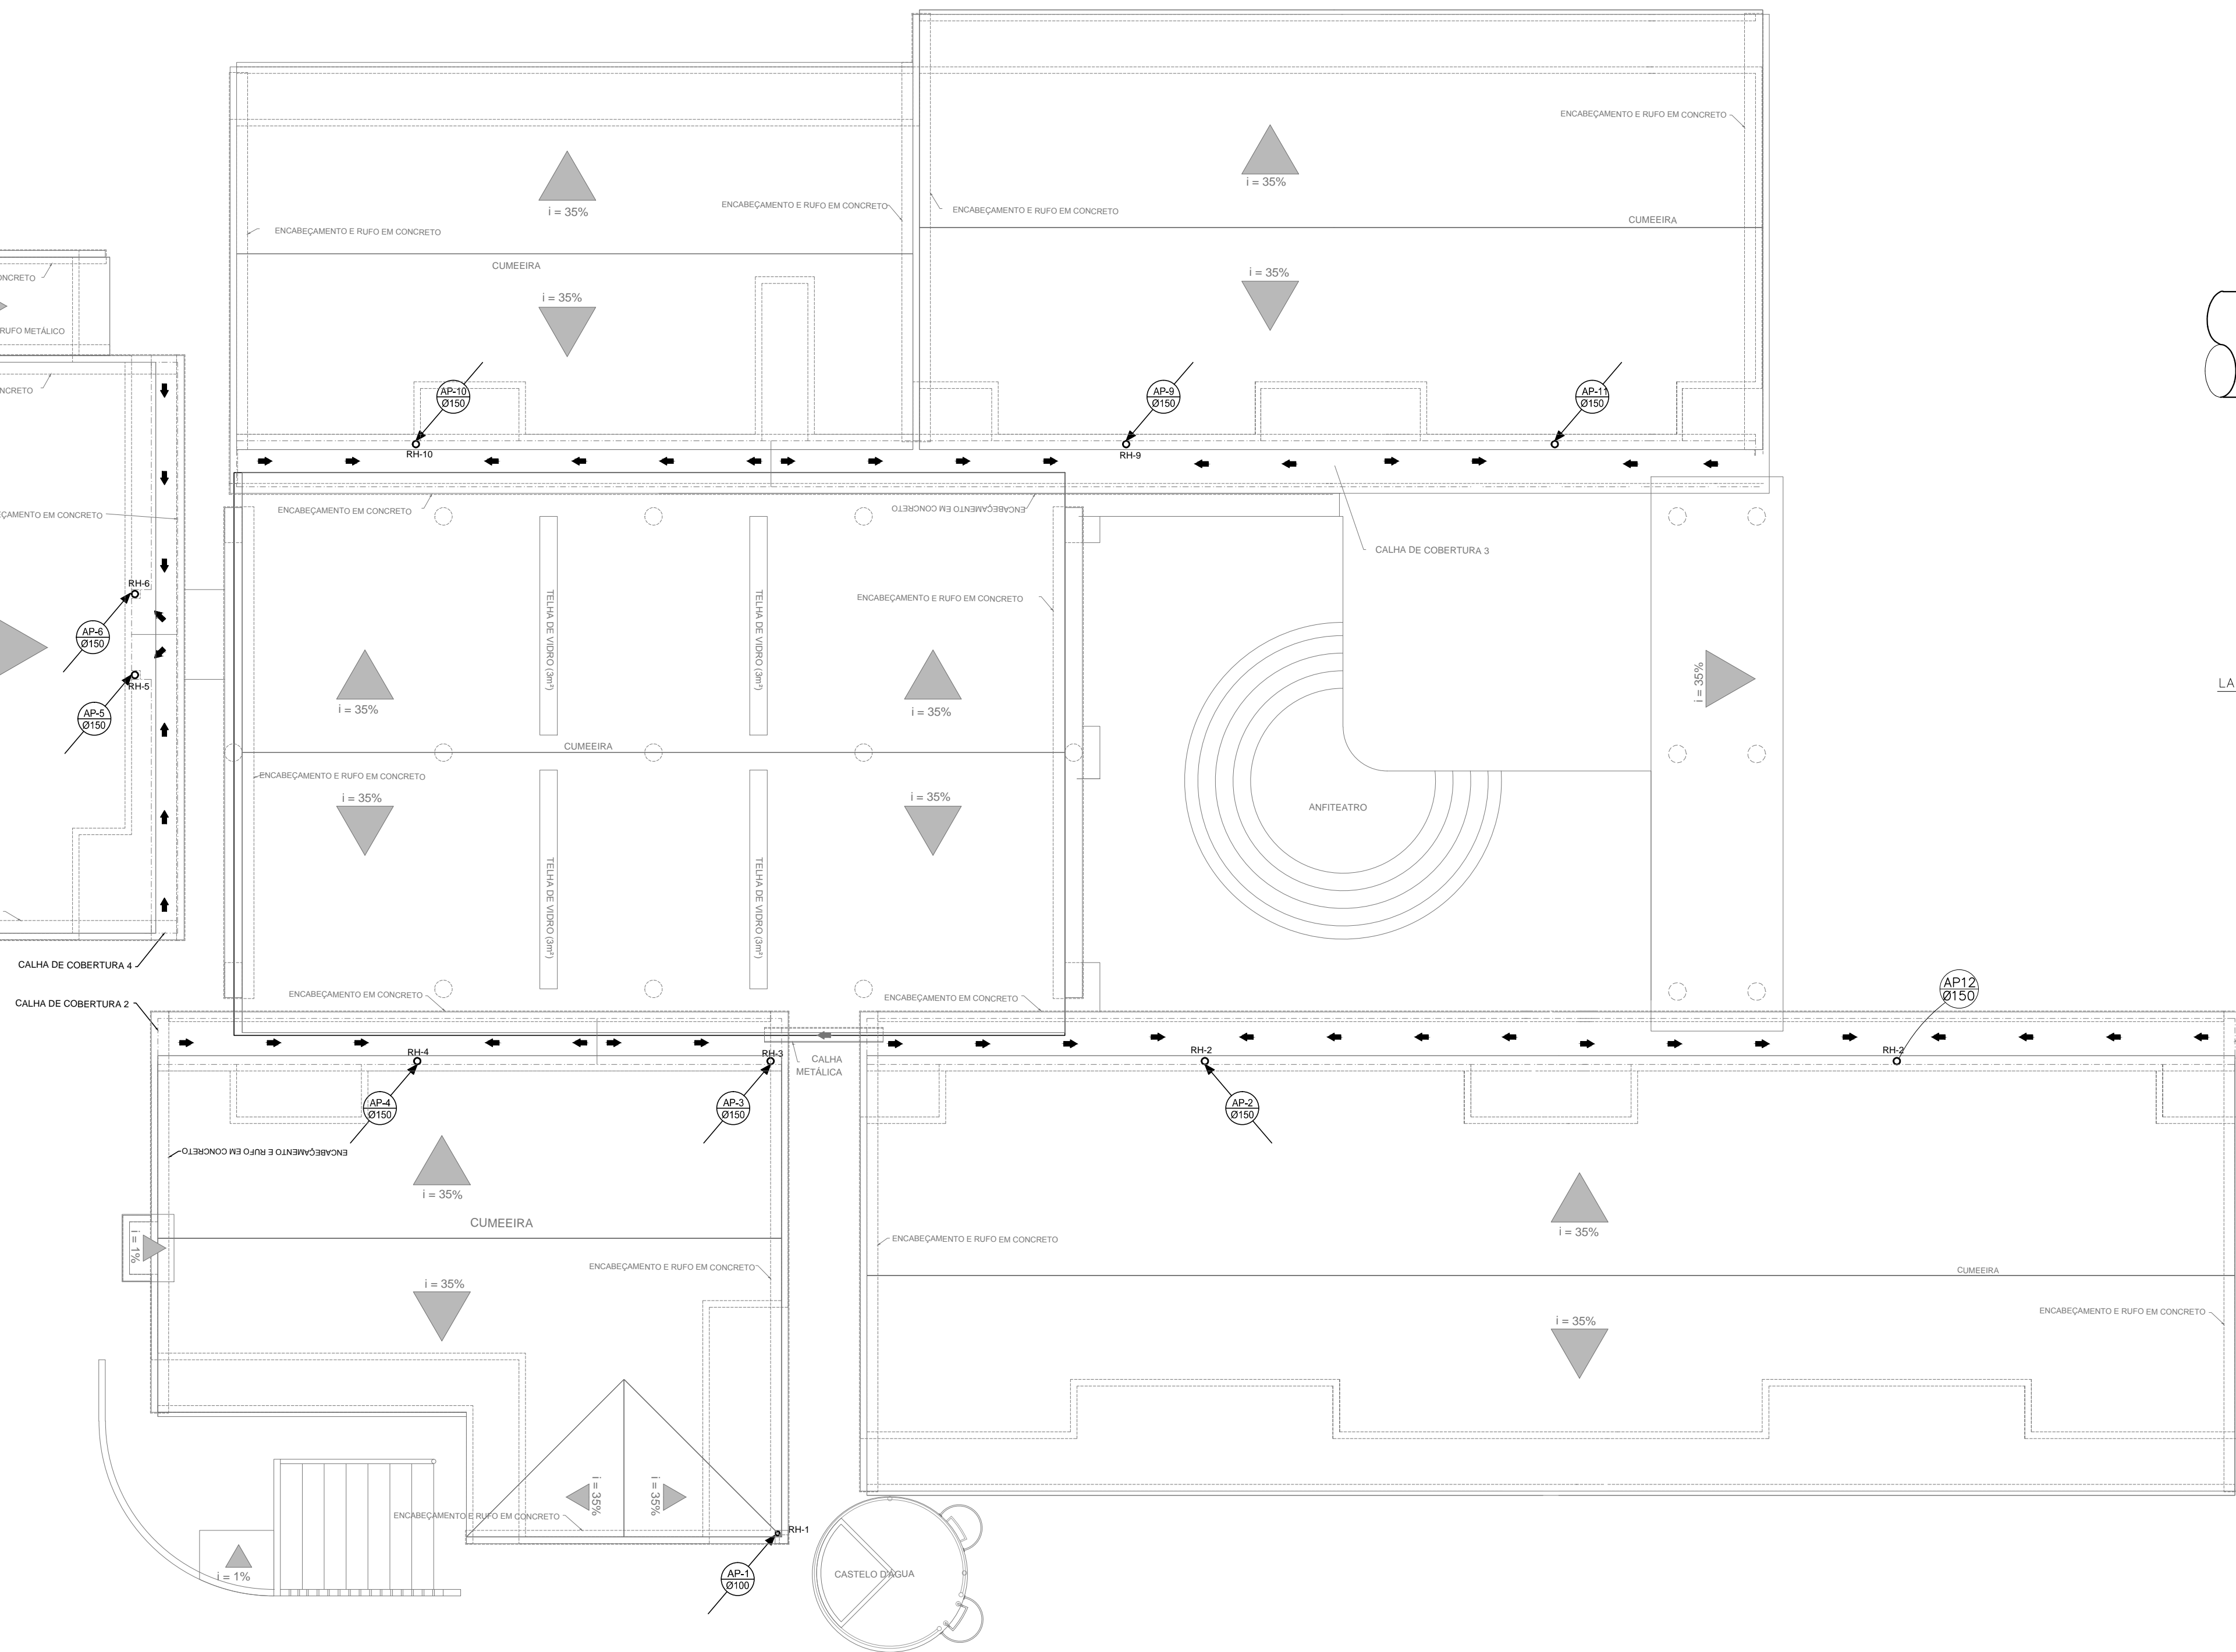 ENCABEÇAMENTO E RUFO EM CONCRETO
i = 35%
i = 35%
ENCABEÇAMENTO E RUFO EM CONCRETO
ENCABEÇAMENTO E RUFO EM CONCRETO
ENCABEÇAMENTO E RUFO EM CONCRETO
CUMEEIRA
CUMEEIRA
i = 35%
i = 35%
ONCRETO
RUFO METÁLICO
NCRETO
AP-10
Ø150
RH-10
AP-9
Ø150
RH-9
AP-11
Ø150
ENCABEÇAMENTO EM CONCRETO
ENCABEÇAMENTO EM CONCRETO
ÇAMENTO EM CONCRETO
CALHA DE COBERTURA 3
RH-6
AP-6
Ø150
RH-5
AP-5
Ø150
TELHA DE VIDRO (3m²)
TELHA DE VIDRO (3m²)
ENCABEÇAMENTO E RUFO EM CONCRETO
i = 35%
i = 35%
i = 35%
LA
CUMEEIRA
ENCABEÇAMENTO E RUFO EM CONCRETO
i = 35%
i = 35%
ANFITEATRO
TELHA DE VIDRO (3m²)
TELHA DE VIDRO (3m²)
CALHA DE COBERTURA 4
CALHA DE COBERTURA 2
ENCABEÇAMENTO EM CONCRETO
ENCABEÇAMENTO EM CONCRETO
AP12
Ø150
RH-4
RH-3
CALHA
METÁLICA
RH-2
RH-2
AP-4
Ø150
AP-3
Ø150
AP-2
Ø150
ENCABEÇAMENTO E RUFO EM CONCRETO
i = 35%
i = 35%
CUMEEIRA
i = 1%
ENCABEÇAMENTO E RUFO EM CONCRETO
ENCABEÇAMENTO E RUFO EM CONCRETO
CUMEEIRA
i = 35%
ENCABEÇAMENTO E RUFO EM CONCRETO
i = 35%
i = 35%
i = 35%
ENCABEÇAMENTO E RUFO EM CONCRETO
RH-1
AP-1
Ø100
CASTELO D'ÁGUA
i = 1%